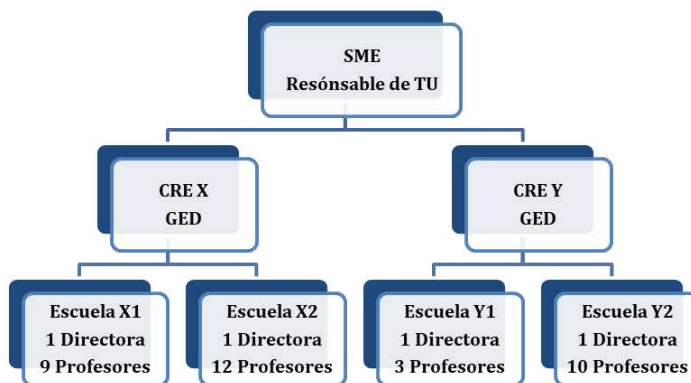 SME
Resónsable de TU
CRE X
GED
CRE Y
GED
Escuela X1
1 Directora
9 Profesores
Escuela X2
1 Directora
12 Profesores
Escuela Y1
1 Directora
3 Profesores
Escuela Y2
1 Directora
10 Profesores